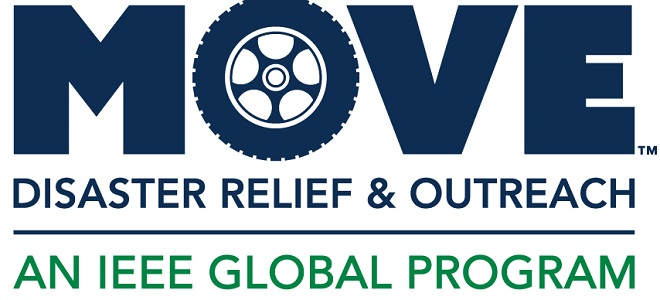 MOVE™
DISASTER RELIEF & OUTREACH
AN IEEE GLOBAL PROGRAM